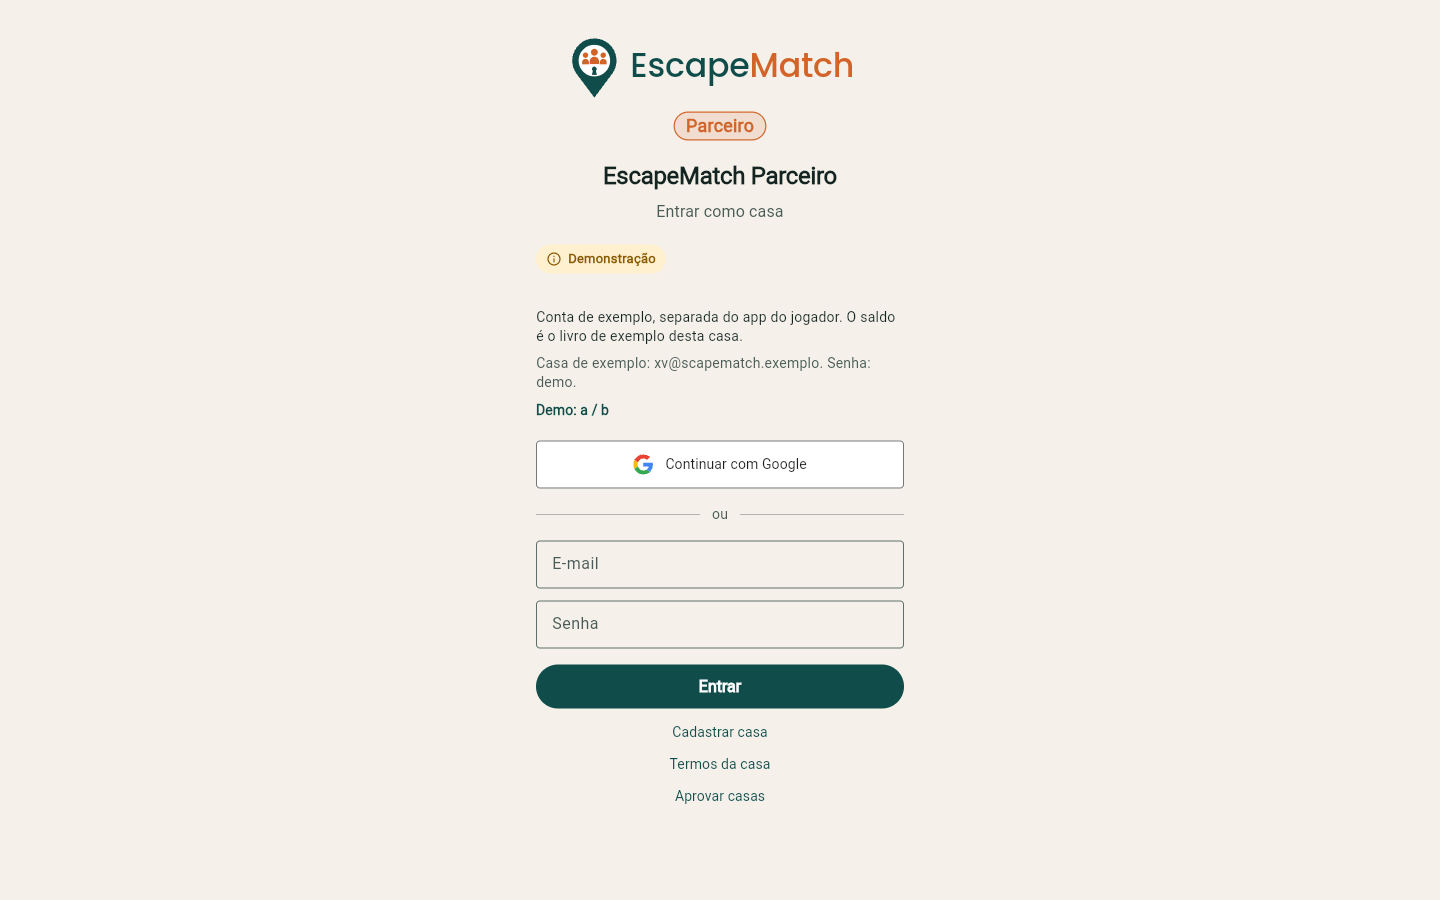 EscapeMatch
Parceiro
EscapeMatch Parceiro
Entrar como casa
Demonstração
Conta de exemplo, separada do app do jogador. O saldo
é o livro de exemplo desta casa.
Casa de exemplo: xv@scapematch.exemplo. Senha:
demo.
Demo: a / b
Continuar com Google
ou
E-mail
Senha
Entrar
Cadastrar casa
Termos da casa
Aprovar casas